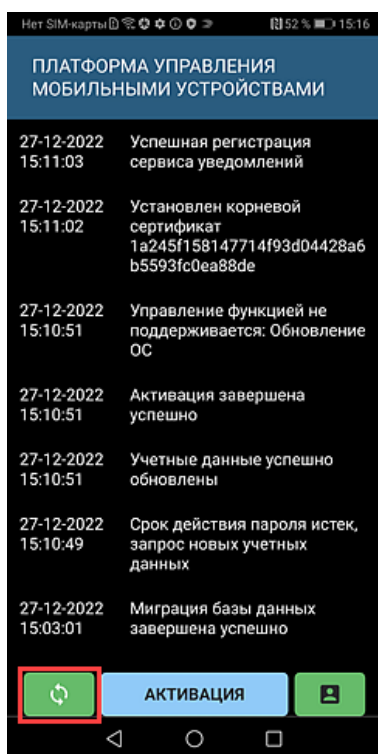 Нет SIM-карты 52 % 15:16
ПЛАТФОРМА УПРАВЛЕНИЯ
МОБИЛЬНЫМИ УСТРОЙСТВАМИ
27-12-2022 Успешная регистрация
15:11:03 сервиса уведомлений
27-12-2022 Установлен корневой
15:11:02 сертификат
1a245f158147714f93d04428a6
b5593fc0ea88de
27-12-2022 Управление функцией не
15:10:51 поддерживается: Обновление
ОС
27-12-2022 Активация завершена
15:10:51 успешно
27-12-2022 Учетные данные успешно
15:10:51 обновлены
27-12-2022 Срок действия пароля истек,
15:10:49 запрос новых учетных
данных
27-12-2022 Миграция базы данных
15:03:01 завершена успешно
АКТИВАЦИЯ